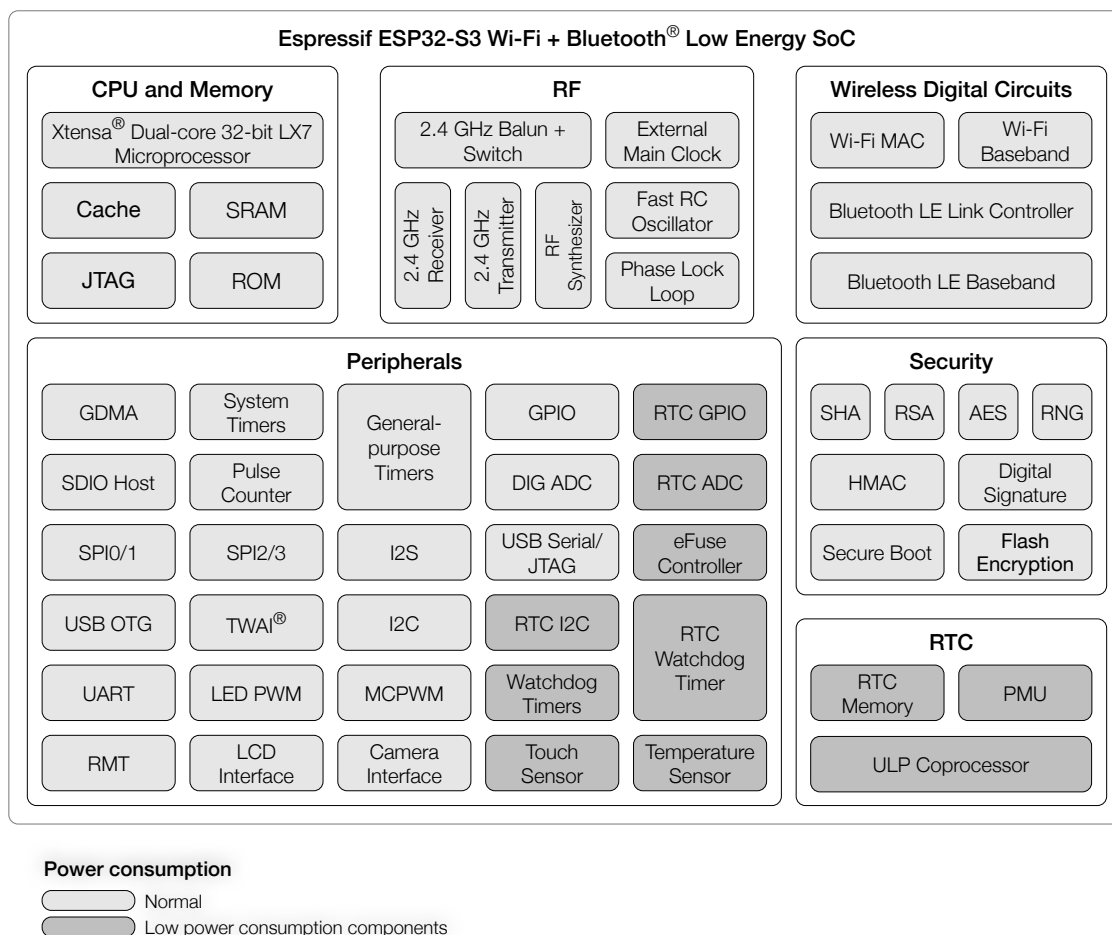 Espressif ESP32-S3 Wi-Fi + Bluetooth® Low Energy SoC
CPU and Memory
Xtensa® Dual-core 32-bit LX7
Microprocessor
Cache
SRAM
JTAG
ROM
RF
2.4 GHz Balun +
Switch
External
Main Clock
2.4 GHz
Receiver
2.4 GHz
Transmitter
RF
Synthesizer
Fast RC
Oscillator
Phase Lock
Loop
Wireless Digital Circuits
Wi-Fi MAC
Wi-Fi
Baseband
Bluetooth LE Link Controller
Bluetooth LE Baseband
Peripherals
GDMA
System
Timers
General-
purpose
Timers
GPIO
RTC GPIO
SDIO Host
Pulse
Counter
DIG ADC
RTC ADC
SPI0/1
SPI2/3
I2S
USB Serial/
JTAG
eFuse
Controller
USB OTG
TWAI®
I2C
RTC I2C
RTC
Watchdog
Timer
UART
LED PWM
MCPWM
Watchdog
Timers
RMT
LCD
Interface
Camera
Interface
Touch
Sensor
Temperature
Sensor
Security
SHA
RSA
AES
RNG
HMAC
Digital
Signature
Secure Boot
Flash
Encryption
RTC
RTC
Memory
PMU
ULP Coprocessor
Power consumption
Normal
Low power consumption components